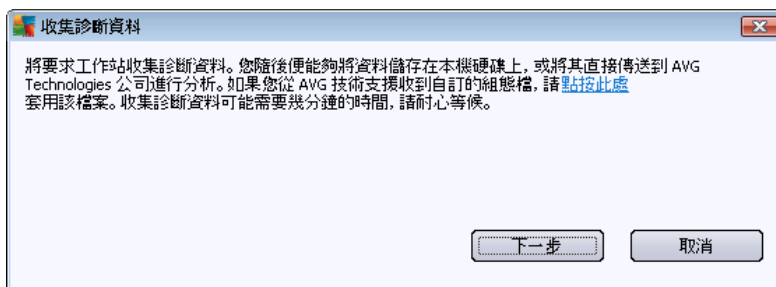 收集診斷資料
將要求工作站收集診斷資料。您隨後便能夠將資料儲存在本機硬碟上，或將其直接傳送到 AVG
Technologies 公司進行分析。如果您從 AVG 技術支援收到自訂的組態檔，請點按此處
套用該檔案。收集診斷資料可能需要幾分鐘的時間，請耐心等候。
下一步
取消